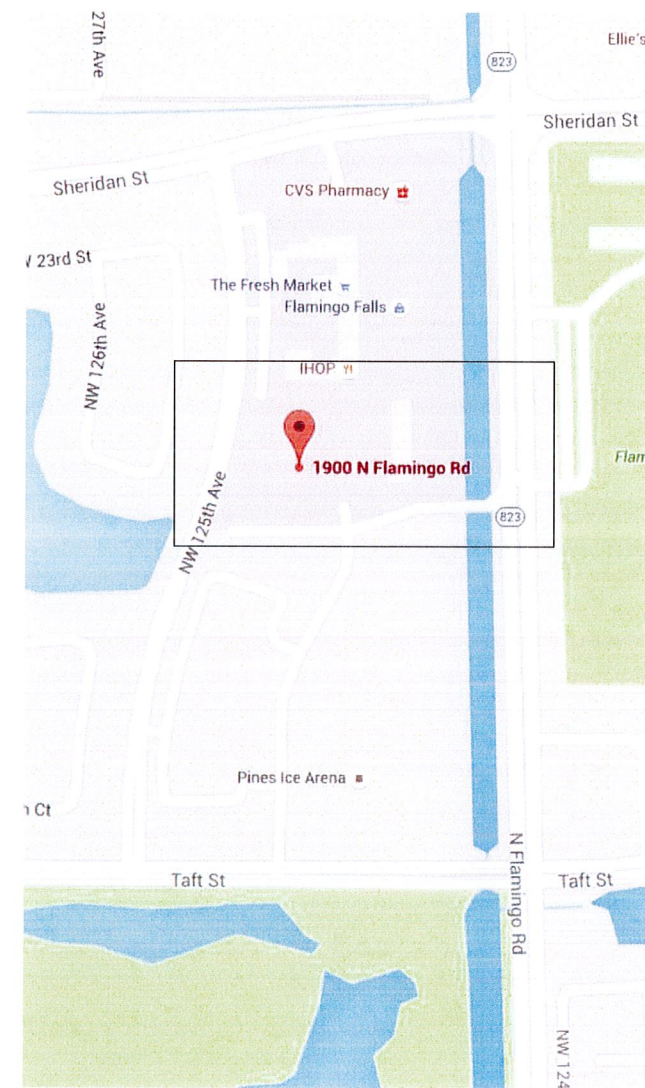 27th Ave
Ellie's
823
Sheridan St
Sheridan St
CVS Pharmacy
23rd St
The Fresh Market
Flamingo Falls
NW 126th Ave
IHOP
1900 N Flamingo Rd
Flam
823
NW 125th Ave
Pines Ice Arena
Ct
N Flamingo Rd
Taft St
Taft St
NW 124